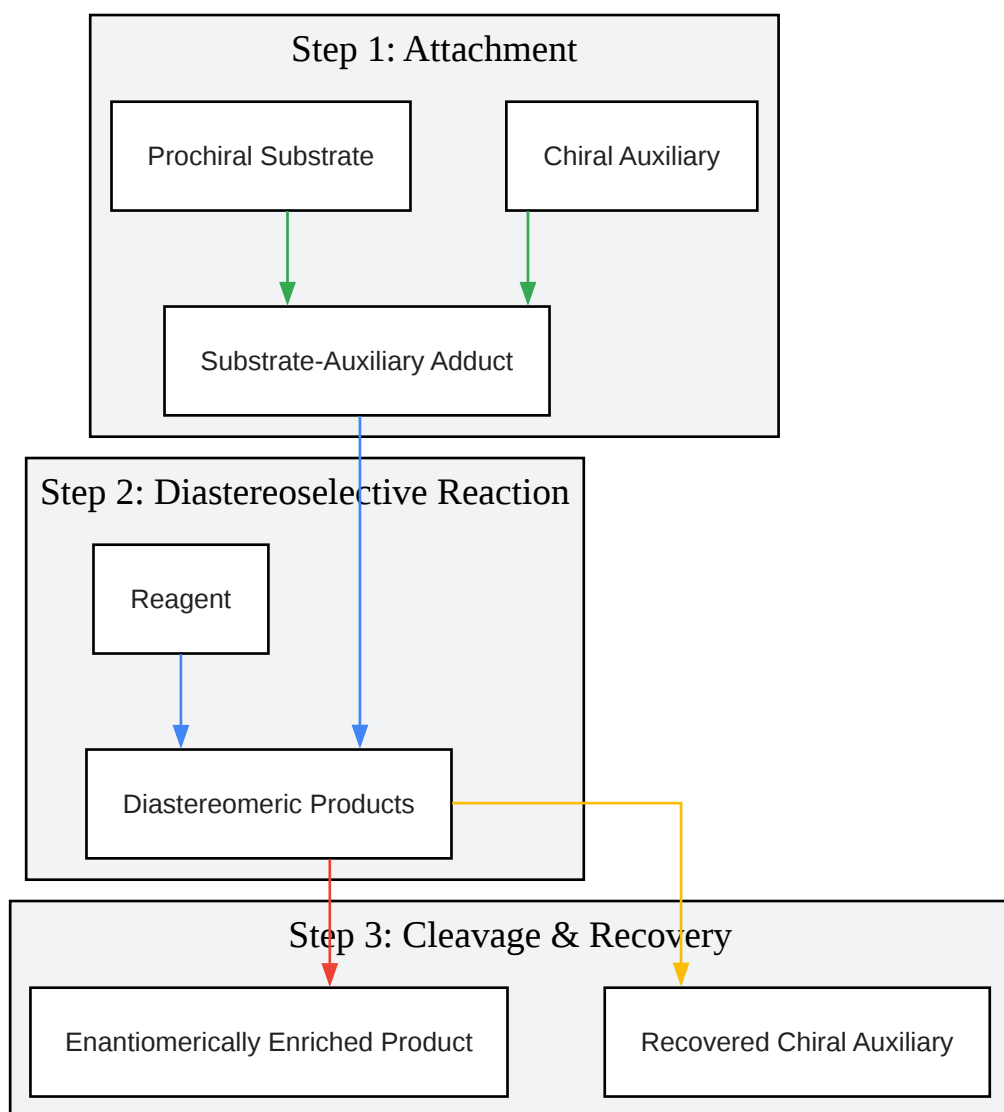 Step 1: Attachment
Prochiral Substrate
Chiral Auxiliary
Substrate-Auxiliary Adduct
Step 2: Diastereoselective Reaction
Reagent
Diastereomeric Products
Step 3: Cleavage & Recovery
Enantiomerically Enriched Product
Recovered Chiral Auxiliary